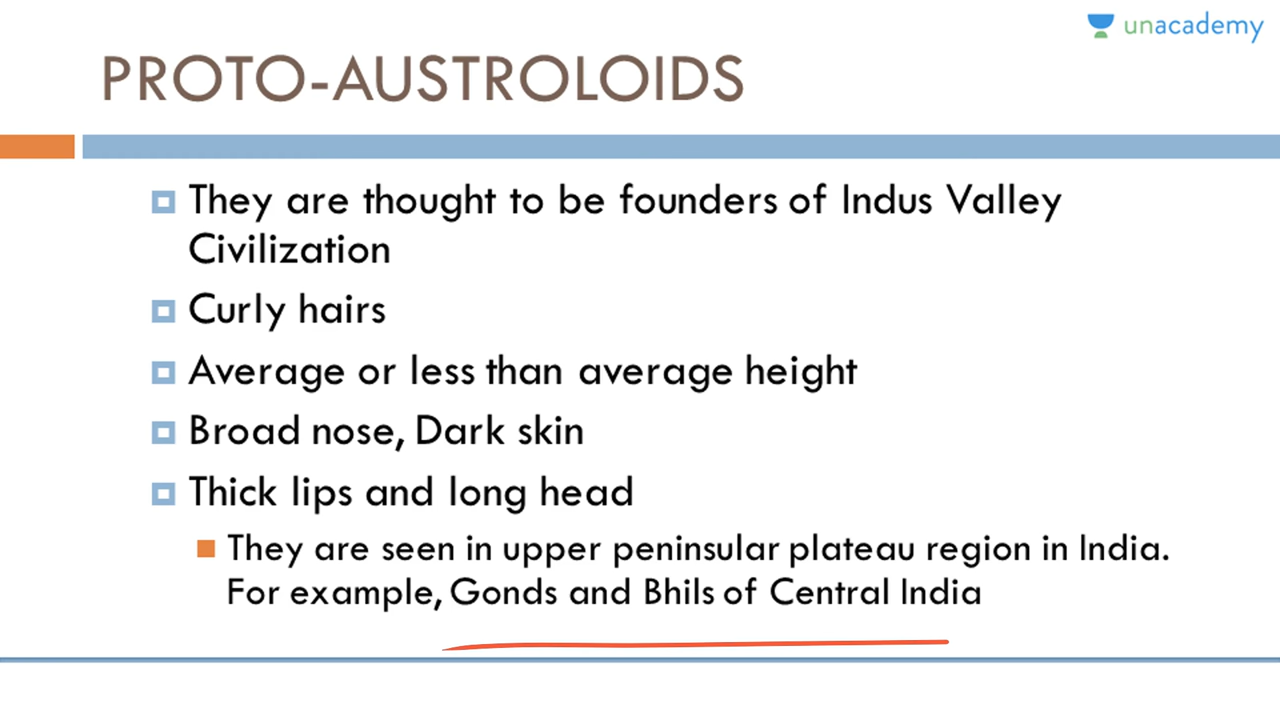 unacademy
PROTO-AUSTROLOIDS
They are thought to be founders of Indus Valley
Civilization
Curly hairs
Average or less than average height
Broad nose, Dark skin
Thick lips and long head
They are seen in upper peninsular plateau region in India.
For example, Gonds and Bhils of Central India